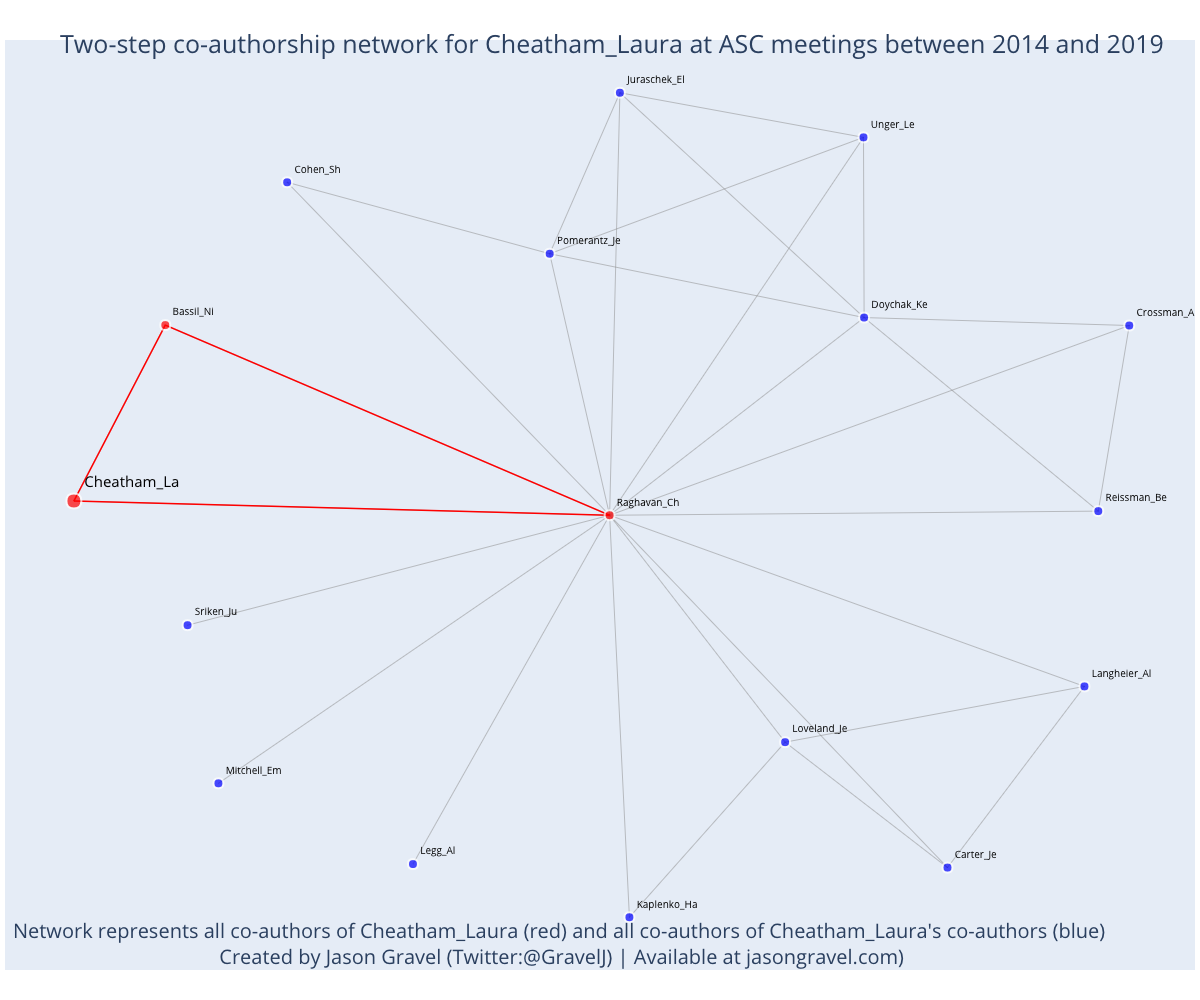 Two-step co-authorship network for Cheatham_Laura at ASC meetings between 2014 and 2019
Juraschek_El
Unger_Le
Cohen_Sh
Pomerantz_Je
Doychak_Ke
Bassil_Ni
Crossman_A
Cheatham_La
Reissman_Be
Raghavan_Ch
Sriken_Ju
Langheier_Al
Loveland_Je
Mitchell_Em
Legg_Al
Carter_Je
Kaplenko_Ha
Network represents all co-authors of Cheatham_Laura (red) and all co-authors of Cheatham_Laura's co-authors (blue)
Created by Jason Gravel (Twitter:@GravelJ) | Available at jasongravel.com)